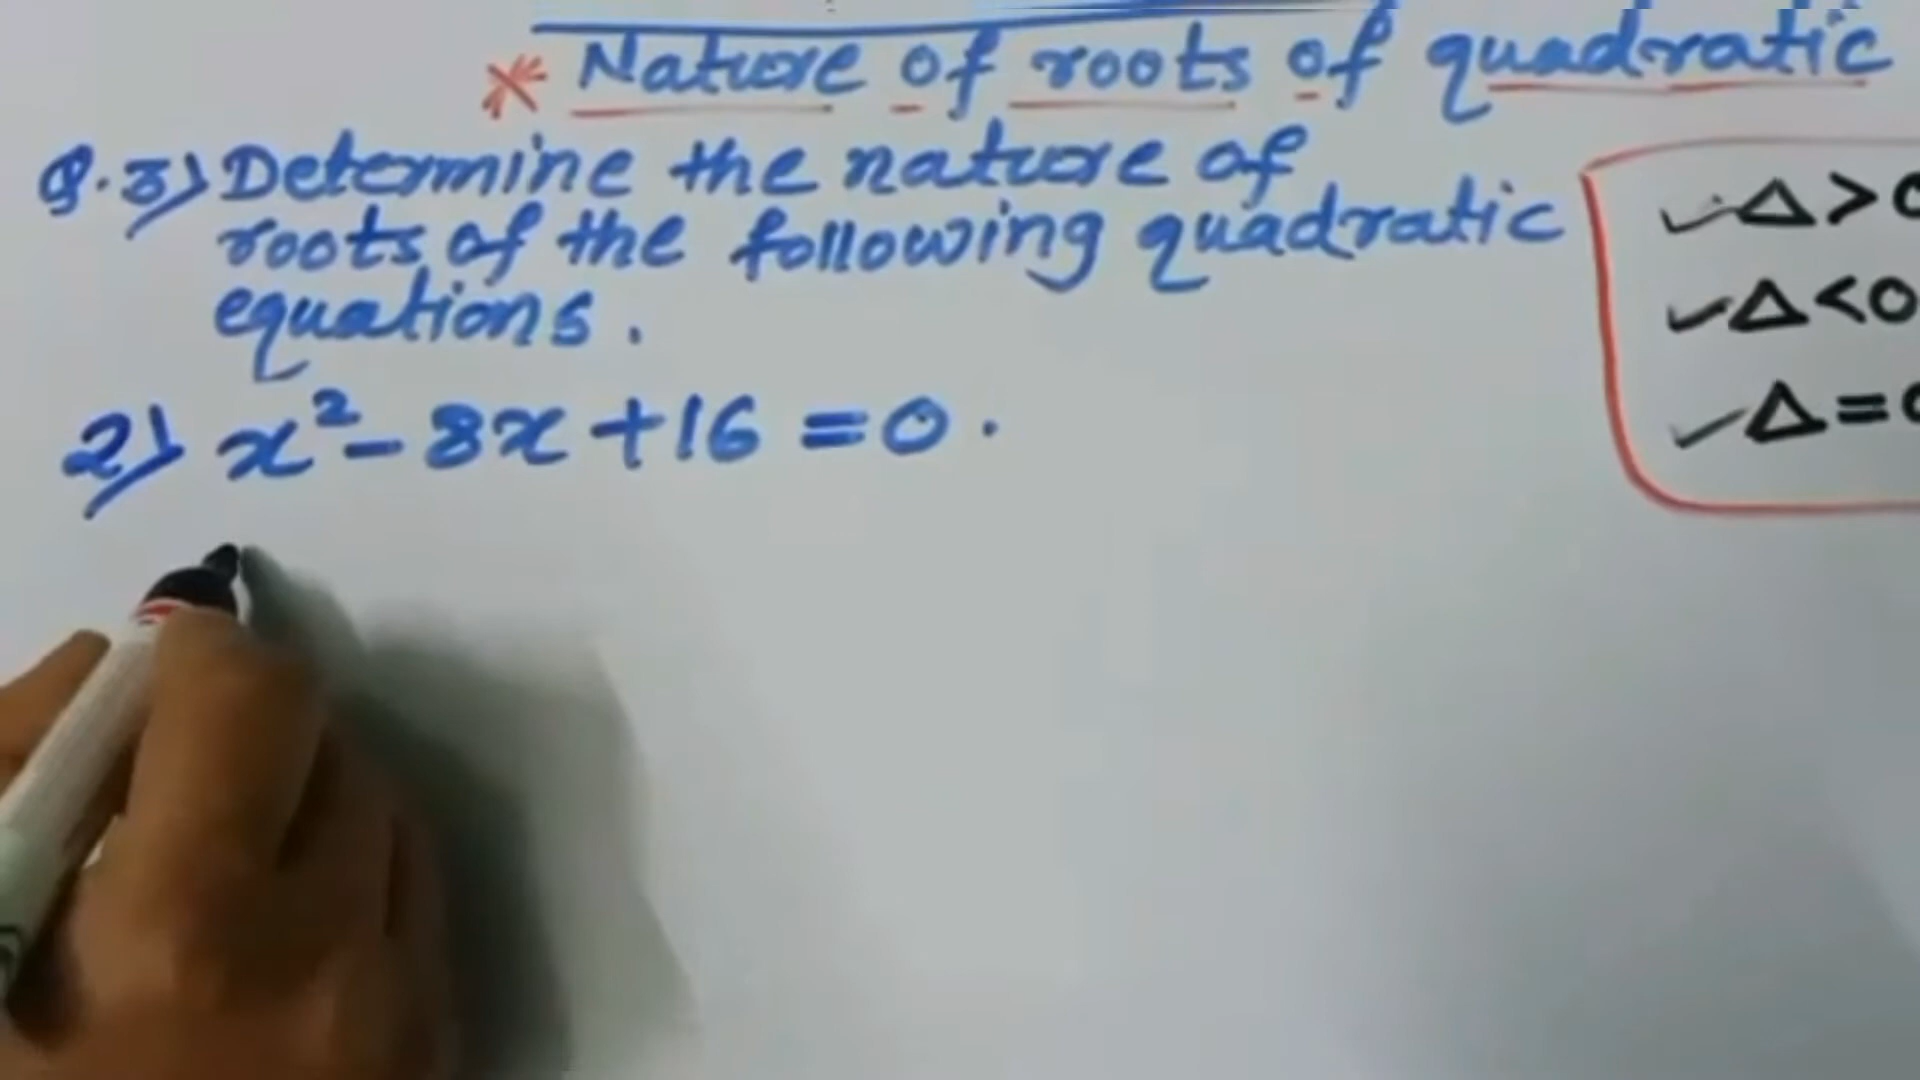 * Nature of roots of quadratic
Q.3) Determine the nature of
roots of the following quadratic
equations.
2) x² - 8x + 16 = 0.
✓ Δ > 0
✓ Δ < 0
✓ Δ = 0